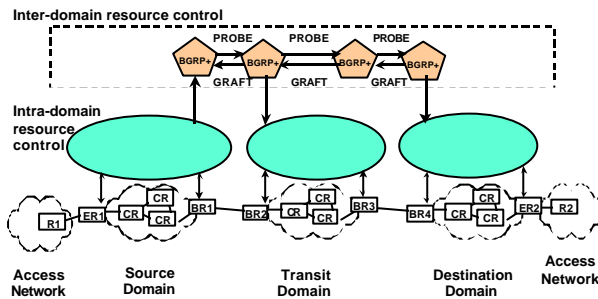 Inter-domain resource control
PROBE PROBE PROBE
BGRP+ BGRP+ BGRP+ BGRP+
GRAFT GRAFT GRAFT
Intra-domain
resource
control
CR CR CR
R1 ER1 CR CR BR1 BR2 CR CR BR3 BR4 CR CR ER2 R2
Access
Network
Source
Domain
Transit
Domain
Destination
Domain
Access
Network